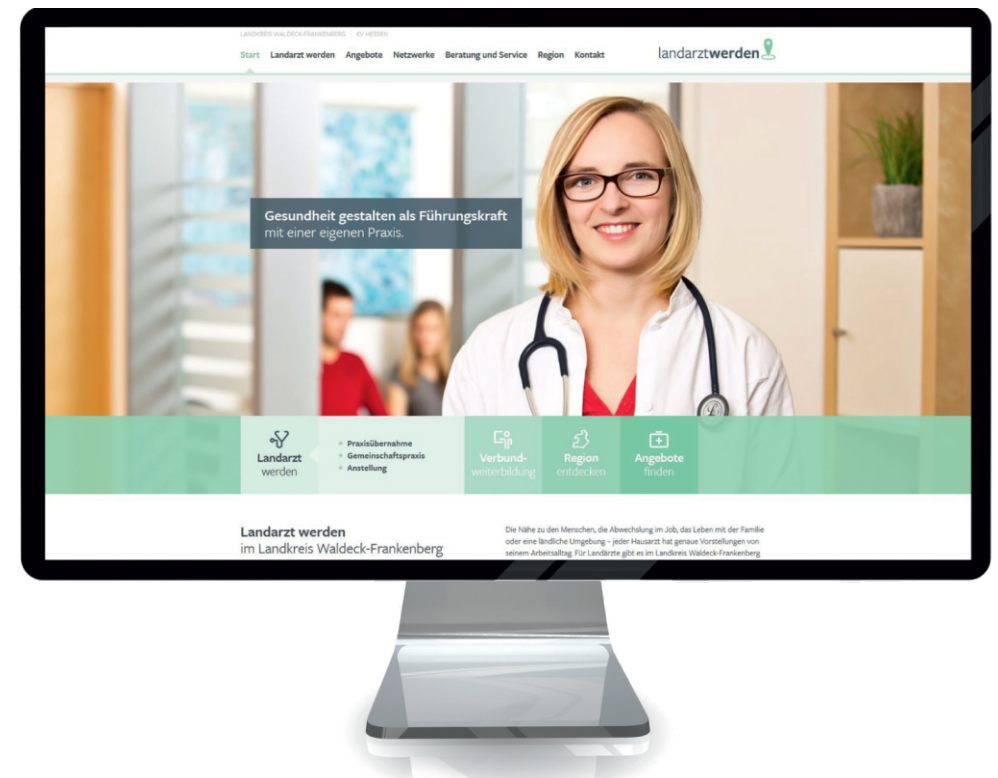 LANDKREIS WALDECK-FRANKENBERG | KV HESSEN
Start Landarzt werden Angebote Netzwerke Beratung und Service Region Kontakt
landarztwerden
Gesundheit gestalten als Führungskraft
mit einer eigenen Praxis.
Landarzt
werden
Praxisübernahme
Gemeinschaftspraxis
Anstellung
Verbund-
weiterbildung
Region
entdecken
Angebote
finden
Landarzt werden
im Landkreis Waldeck-Frankenberg
Die Nähe zu den Menschen, die Abwechslung im Job, das Leben mit der Familie
oder eine ländliche Umgebung – jeder Hausarzt hat genaue Vorstellungen von
seinem Arbeitsalltag. Für Landärzte gibt es im Landkreis Waldeck-Frankenberg